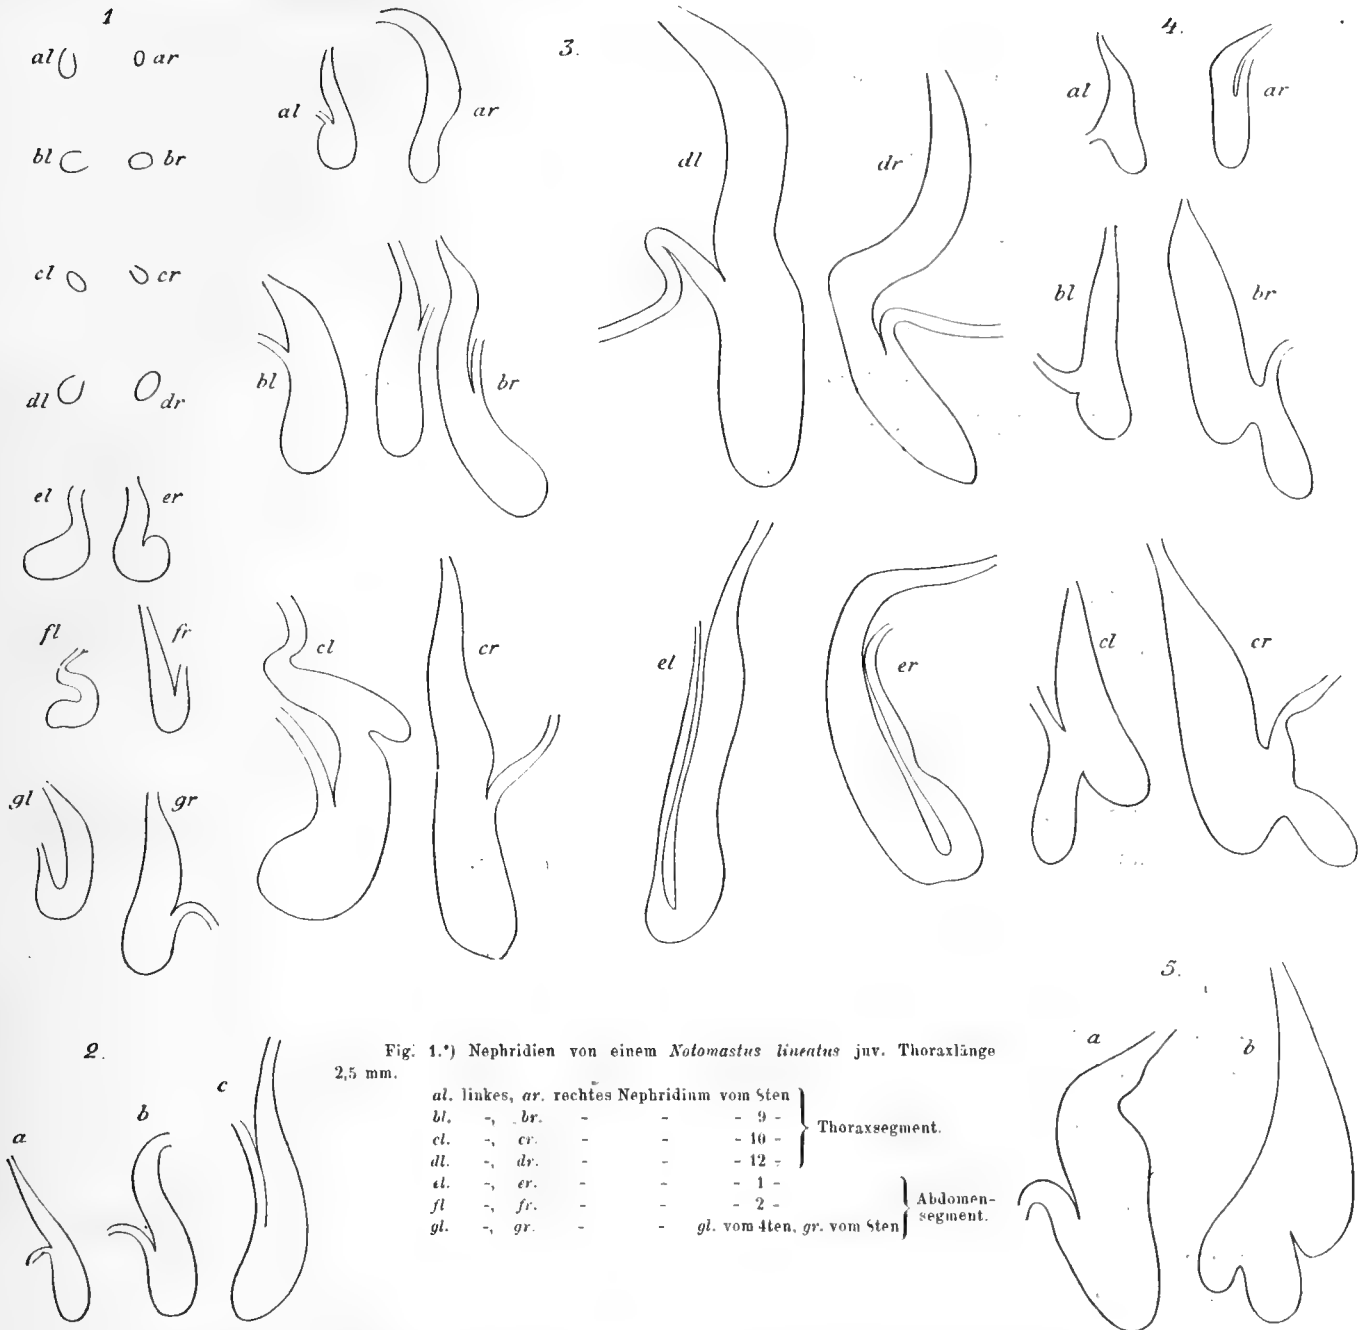 1
al ar
bl br
cl cr
dl dr
el er
fl fr
gl gr
2.
a
b
c
3.
al ar
bl br
cl cr
dl dr
el er
4.
al ar
bl br
cl cr
5.
a
b
Fig. 1.*) Nephridien von einem Notomastus lineatus juv. Thoraxlänge
2,5 mm.
al. linkes, ar. rechtes Nephridium vom 8ten
bl. -, br. - - - 9 -
cl. -, cr. - - - 10 -
dl. -, dr. - - - 12 -
Thoraxsegment.
el. -, er. - - - 1 -
fl -, fr. - - - 2 -
gl. -, gr. - - gl. vom 4ten, gr. vom 8ten
Abdomen-
segment.